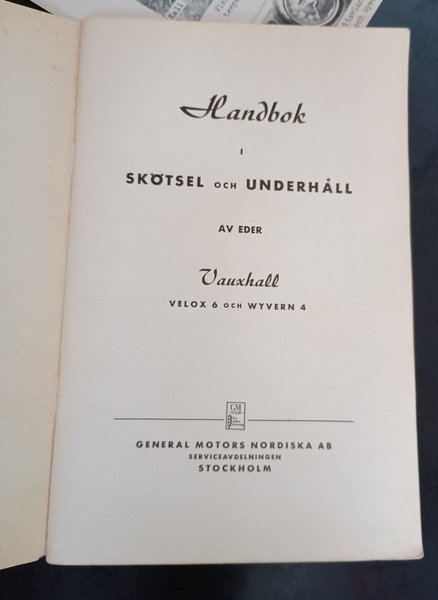 Handbok
I
SKÖTSEL OCH UNDERHÅLL
AV EDER
Vauxhall
VELOX 6 OCH WYVERN 4
GM
GENERAL MOTORS NORDISKA AB
SERVICEAVDELNINGEN
STOCKHOLM